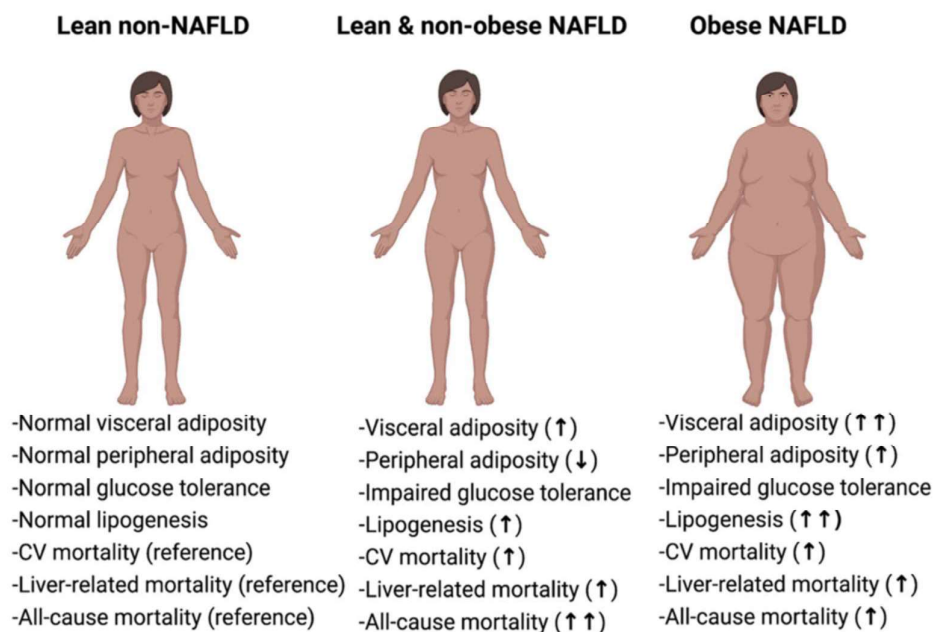 Lean non-NAFLD
-Normal visceral adiposity
-Normal peripheral adiposity
-Normal glucose tolerance
-Normal lipogenesis
-CV mortality (reference)
-Liver-related mortality (reference)
-All-cause mortality (reference)
Lean & non-obese NAFLD
-Visceral adiposity (↑)
-Peripheral adiposity (↓)
-Impaired glucose tolerance
-Lipogenesis (↑)
-CV mortality (↑)
-Liver-related mortality (↑)
-All-cause mortality (↑↑)
Obese NAFLD
-Visceral adiposity (↑↑)
-Peripheral adiposity (↑)
-Impaired glucose tolerance
-Lipogenesis (↑↑)
-CV mortality (↑)
-Liver-related mortality (↑)
-All-cause mortality (↑)